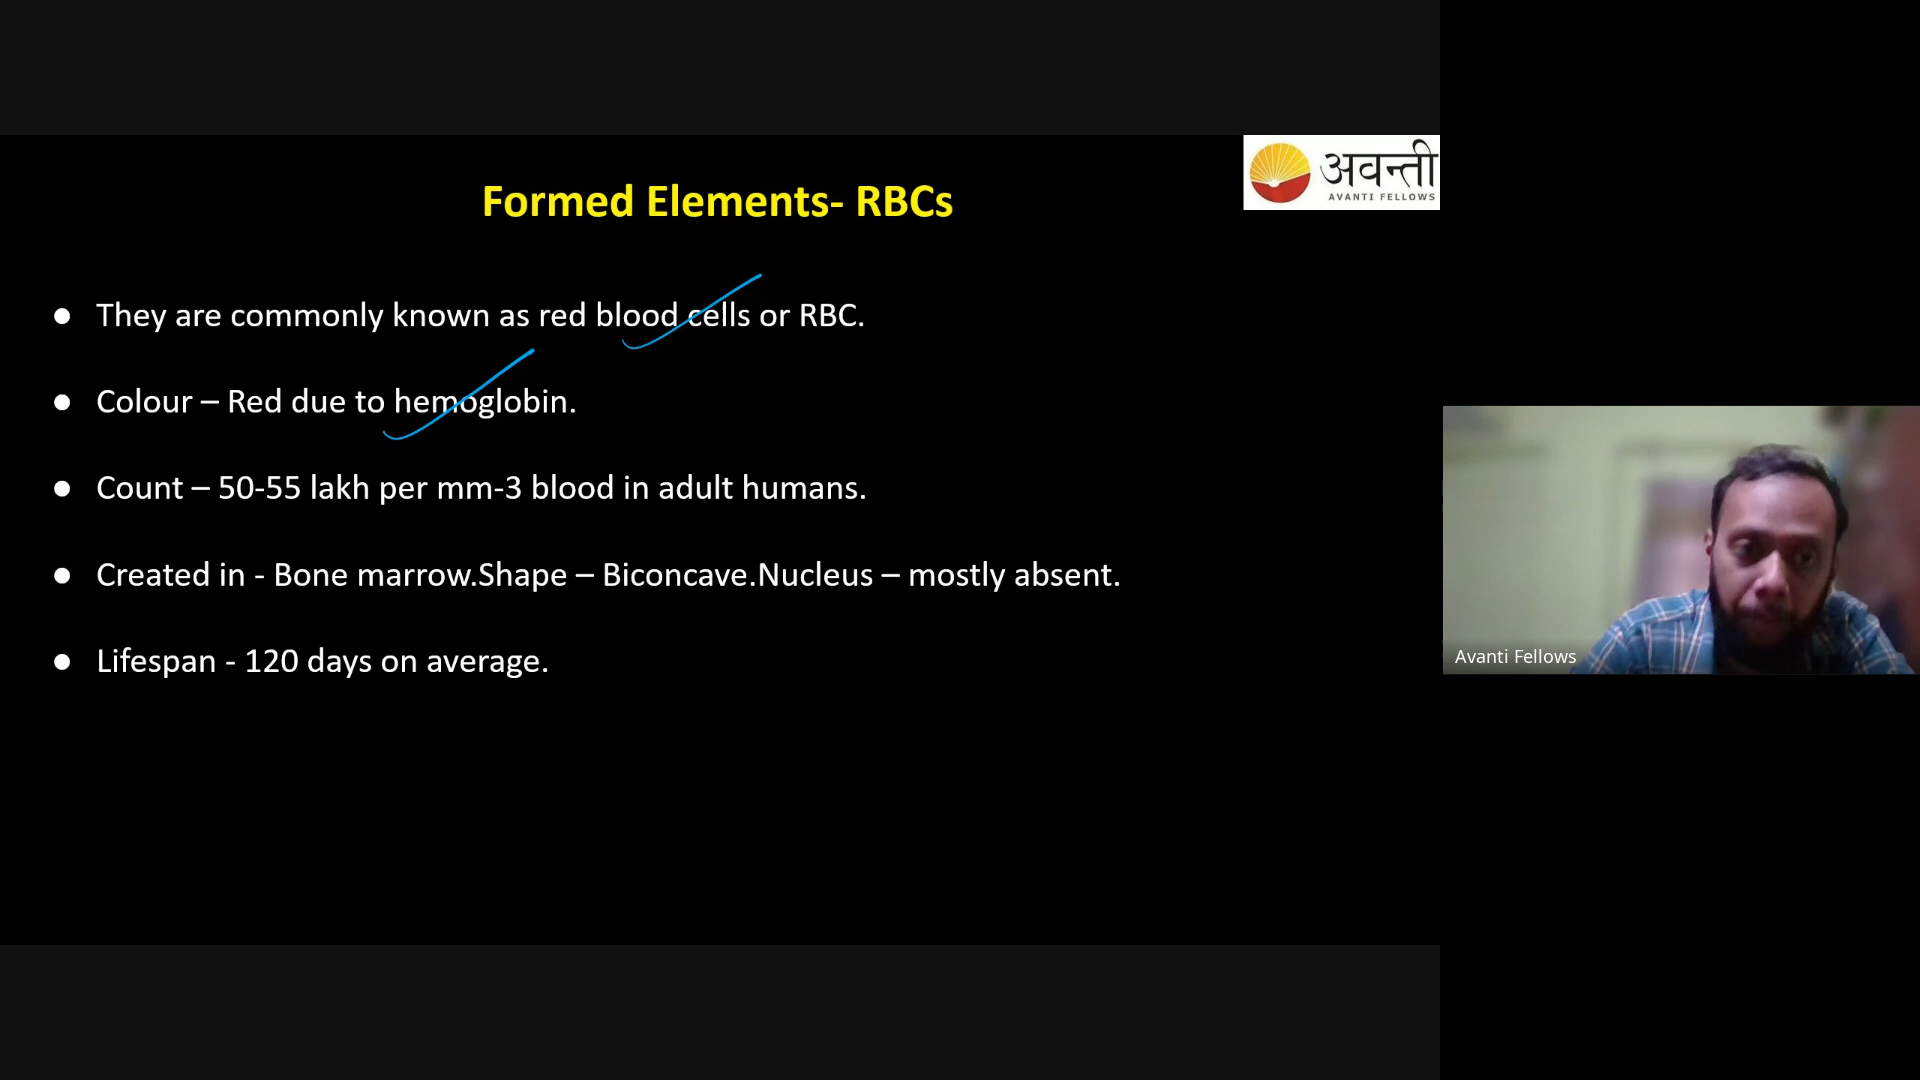 अवन्ती
AVANTI FELLOWS
Formed Elements- RBCs
● They are commonly known as red blood cells or RBC.
● Colour – Red due to hemoglobin.
● Count – 50-55 lakh per mm-3 blood in adult humans.
● Created in - Bone marrow.Shape – Biconcave.Nucleus – mostly absent.
● Lifespan - 120 days on average.
Avanti Fellows